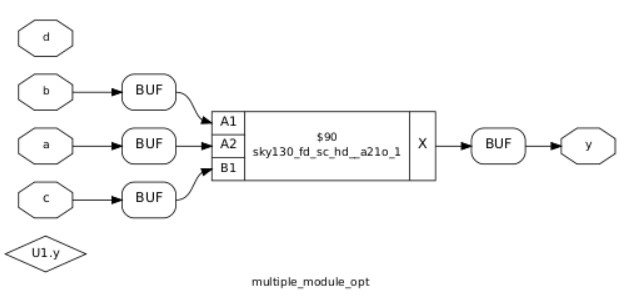 d
b
BUF
A1
$90
sky130_fd_sc_hd__a21o_1
X
BUF
y
a
BUF
A2
c
BUF
B1
U1.y
multiple_module_opt